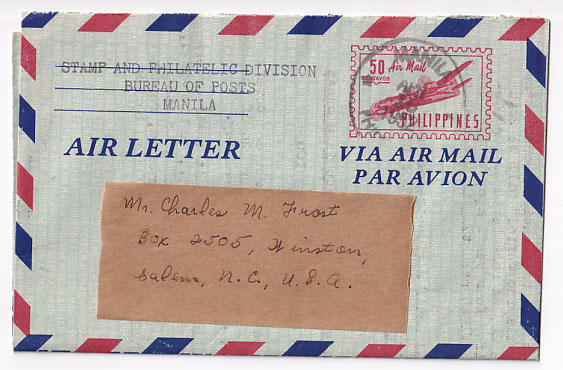 STAMP AND PHILATELIC DIVISION
BUREAU OF POSTS
MANILA
MANILA
50 Air Mail
CENTAVOS
PHILIPPINES
AIR LETTER
VIA AIR MAIL
PAR AVION
Mr. Charles M. Frost
Box 2505, Winston,
Salem, N.C., U.S.A.